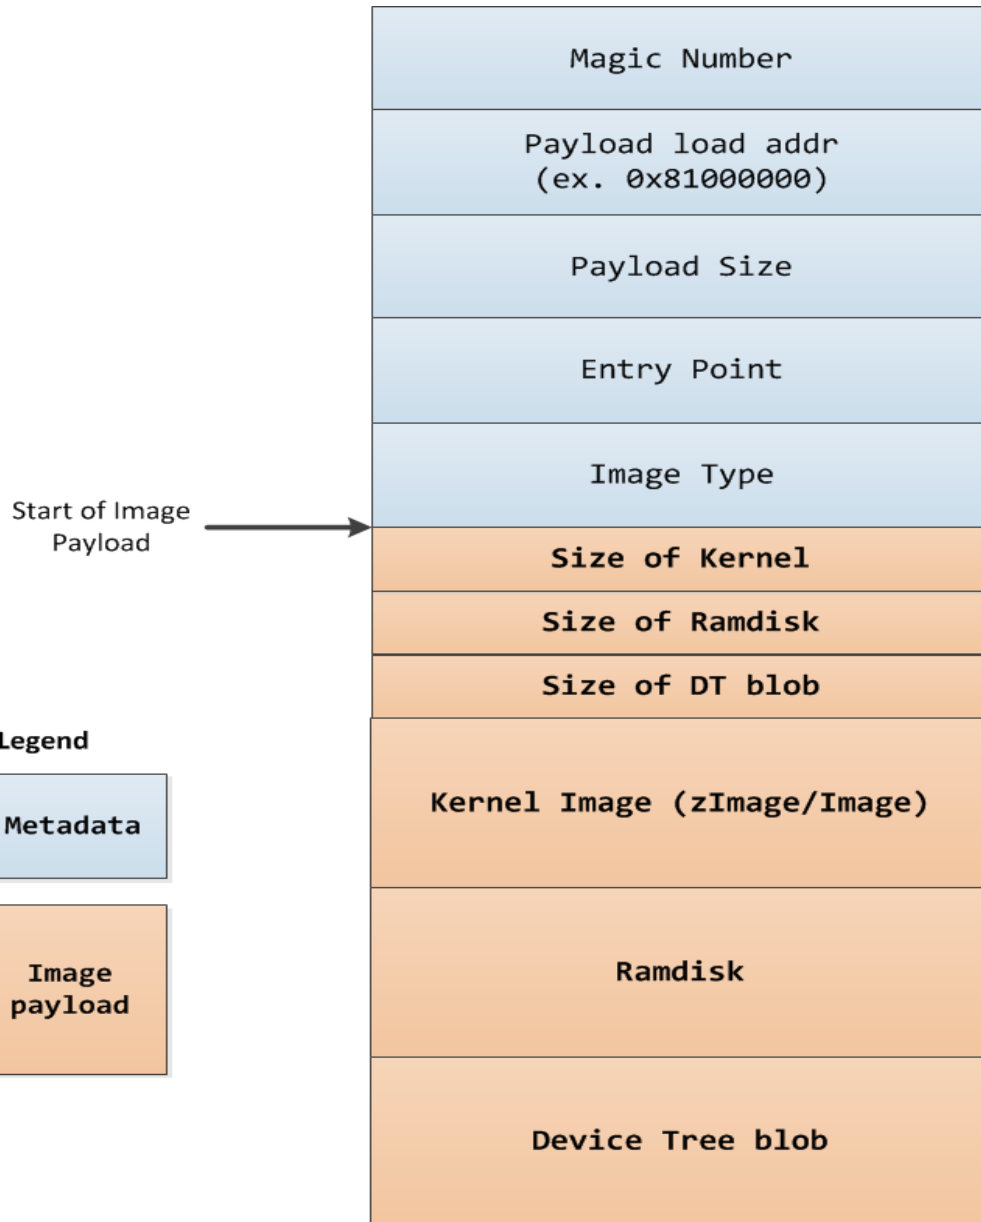 Magic Number
Payload load addr
(ex. 0x81000000)
Payload Size
Entry Point
Image Type
Start of Image
Payload
Size of Kernel
Size of Ramdisk
Size of DT blob
Legend
Metadata
Kernel Image (zImage/Image)
Image
payload
Ramdisk
Device Tree blob